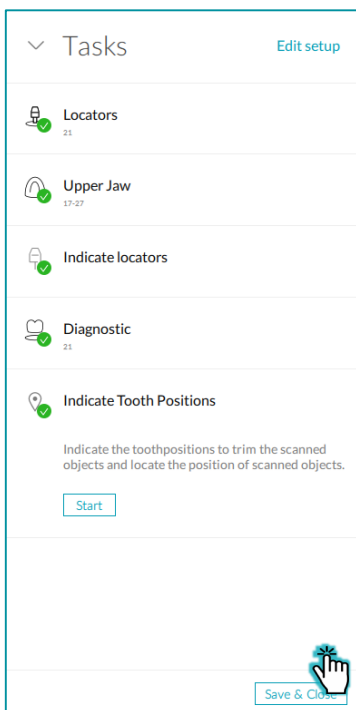 Tasks
Edit setup
Locators
21
Upper Jaw
17-27
Indicate locators
Diagnostic
21
Indicate Tooth Positions
Indicate the toothpositions to trim the scanned
objects and locate the position of scanned objects.
Start
Save & Close